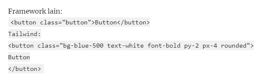 Framework lain:
<button class="button">Button</button>
Tailwind:
<button class="bg-blue-500 text-white font-bold py-2 px-4 rounded">
Button
</button>